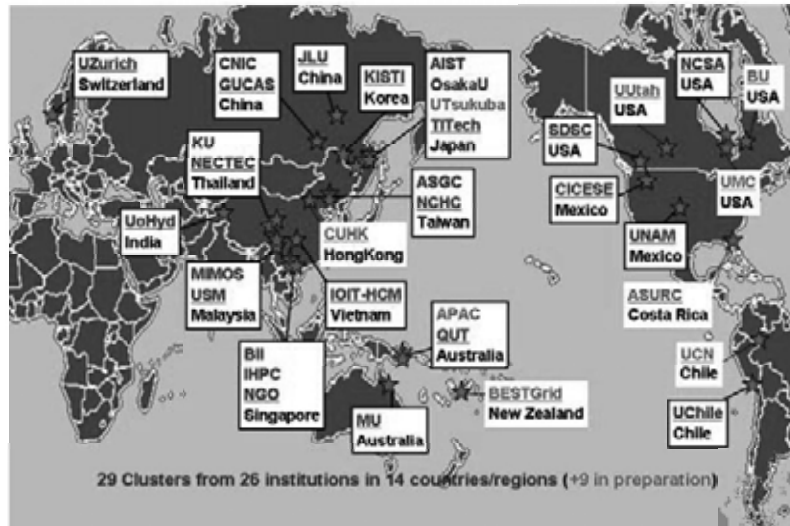 UZurich
Switzerland
CNIC
GUCAS
China
JLU
China
KISTI
Korea
AIST
OsakaU
UTsukuba
TITech
Japan
KU
NECTEC
Thailand
UoHyd
India
MIMOS
USM
Malaysia
ASGC
NCHC
Taiwan
CUHK
HongKong
IOIT-HCM
Vietnam
BII
IHPC
NGO
Singapore
APAC
QUT
Australia
MU
Australia
BESTGrid
New Zealand
SDSC
USA
UUtah
USA
NCSA
USA
BU
USA
CICESE
Mexico
UNAM
Mexico
UMC
USA
ASURC
Costa Rica
UCN
Chile
UChile
Chile
29 Clusters from 26 institutions in 14 countries/regions (+9 in preparation)